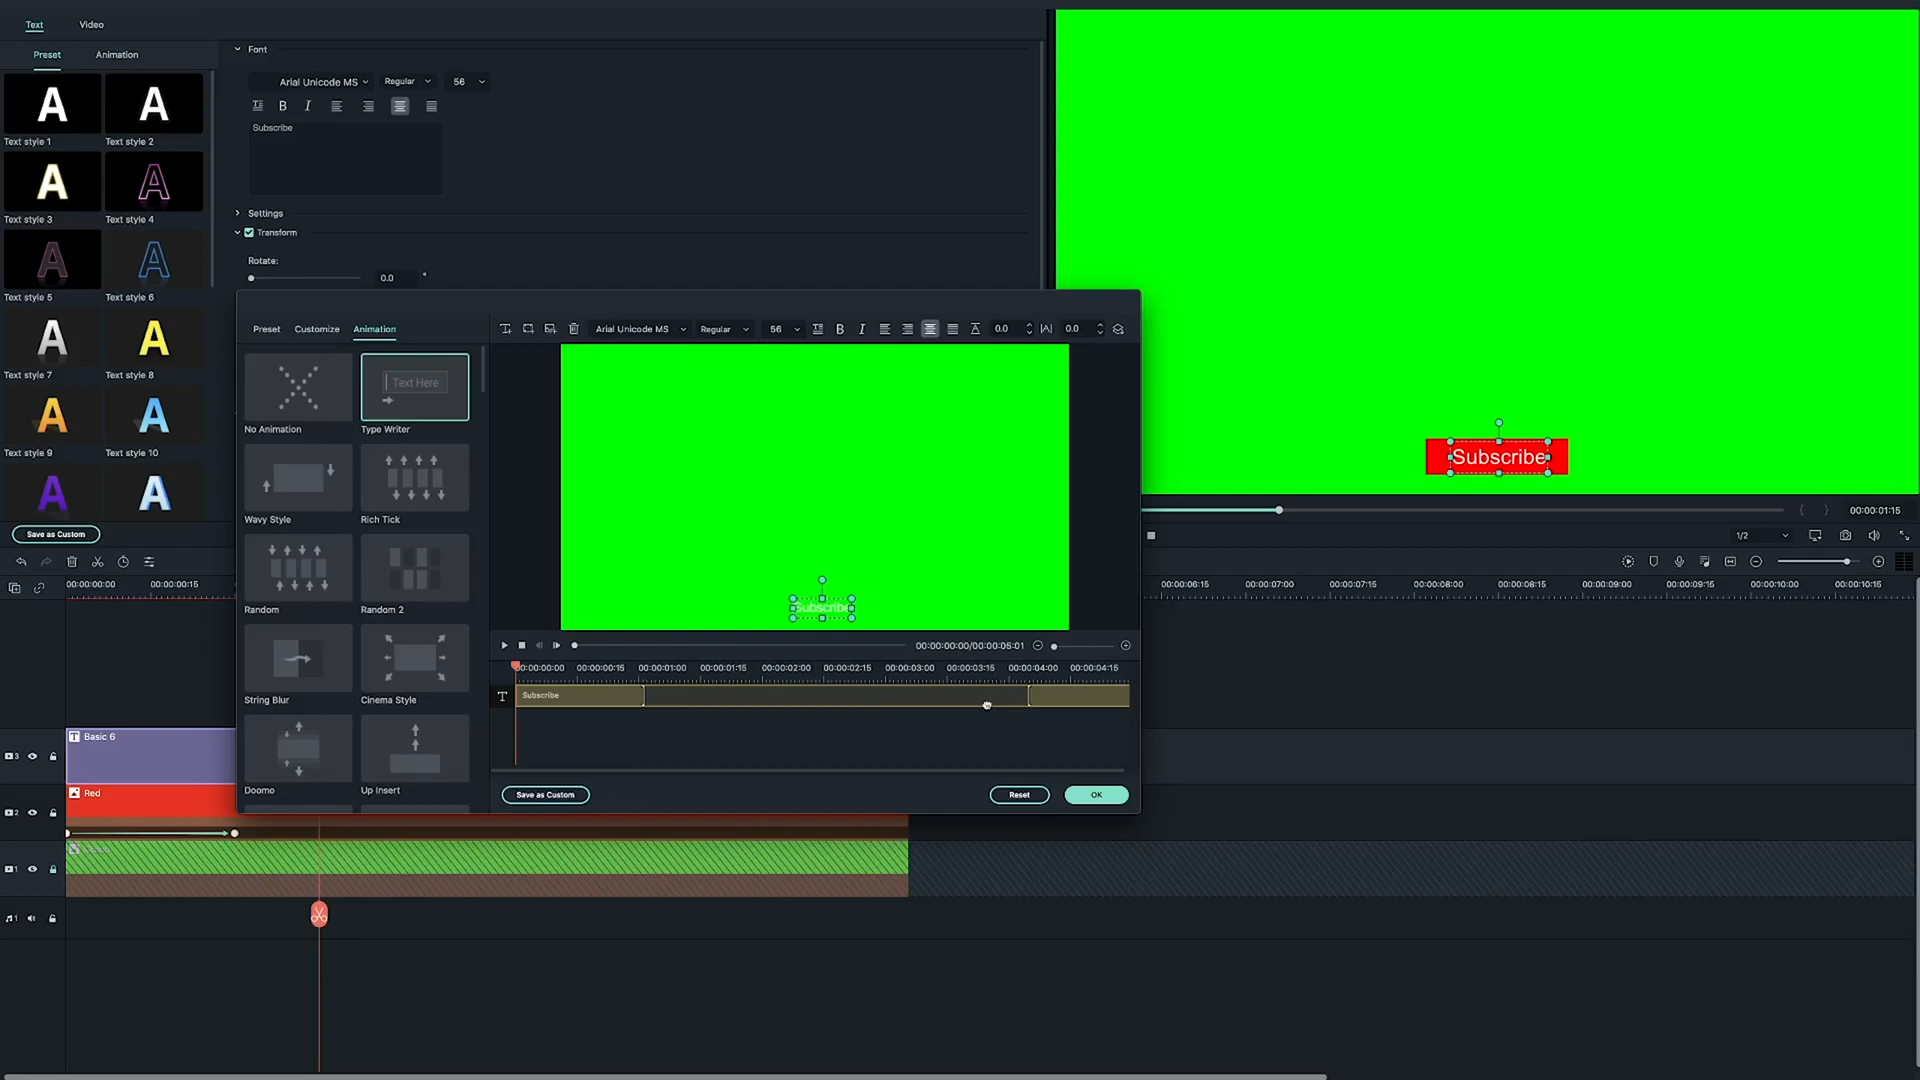 Text Video
Preset Animation
A A
Text style 1 Text style 2
A A
Text style 3 Text style 4
A A
Text style 5 Text style 6
A A
Text style 7 Text style 8
A A
Text style 9 Text style 10
A A
Save as Custom
Font
Arial Unicode MS Regular 56
B I
Subscribe
Settings
Transform
Rotate:
0.0 °
Subscribe
00:00:01:15
1/2
Preset Customize Animation
Arial Unicode MS Regular 56 B I 0.0 0.0
Text Here
No Animation Type Writer
Wavy Style Rich Tick
Random Random 2
String Blur Cinema Style
Doomo Up Insert
Subscribe
00:00:00:00/00:00:05:01
00:00:00:00 00:00:00:15 00:00:01:00 00:00:01:15 00:00:02:00 00:00:02:15 00:00:03:00 00:00:03:15 00:00:04:00 00:00:04:15
T Subscribe
Save as Custom Reset OK
00:00:00:00 00:00:00:15 00:00:06:15 00:00:07:00 00:00:07:15 00:00:08:00 00:00:08:15 00:00:09:00 00:00:09:15 00:00:10:00 00:00:10:15
3 T Basic 6
2 Red
1
1